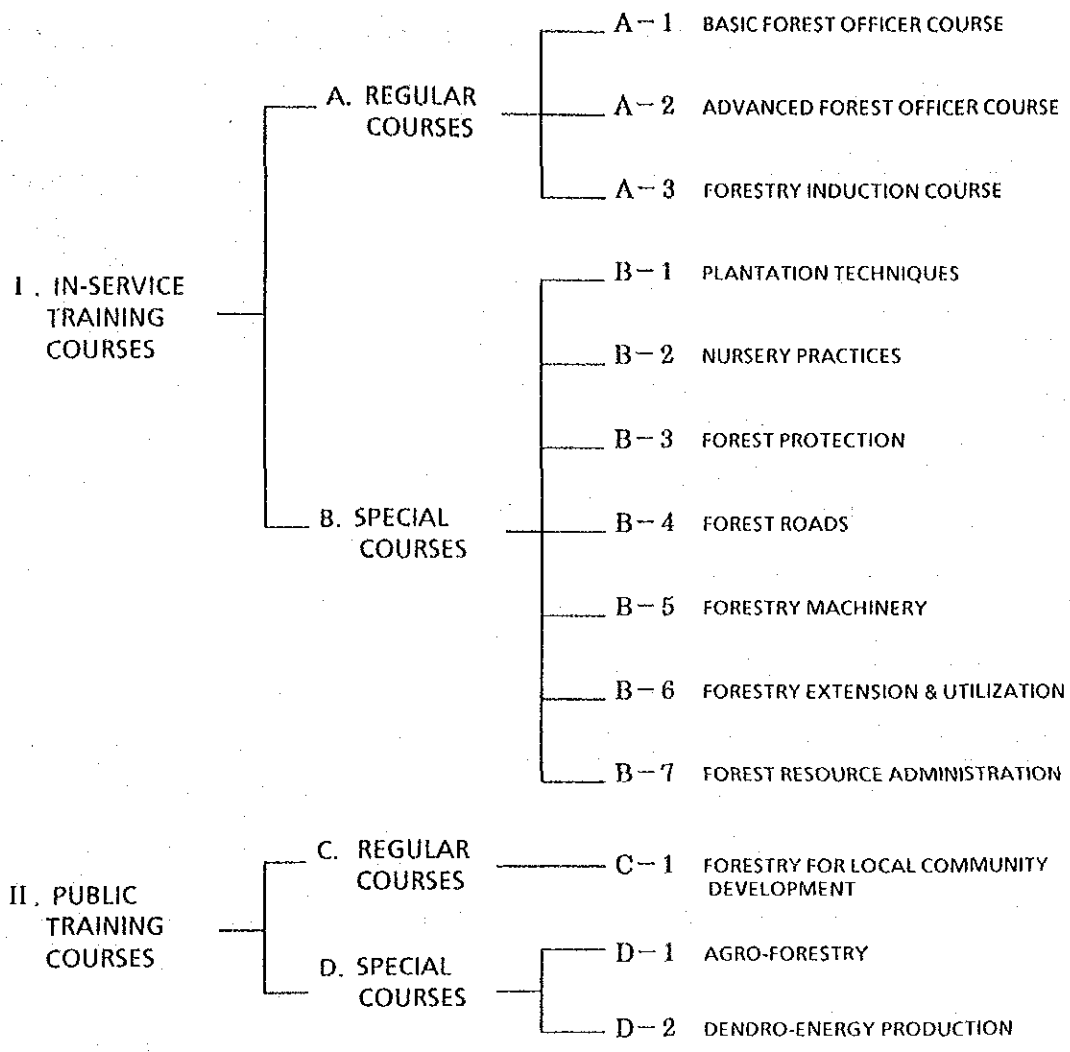 A-1 BASIC FOREST OFFICER COURSE
A. REGULAR
COURSES
A-2 ADVANCED FOREST OFFICER COURSE
A-3 FORESTRY INDUCTION COURSE
I. IN-SERVICE
TRAINING
COURSES
B-1 PLANTATION TECHNIQUES
B-2 NURSERY PRACTICES
B-3 FOREST PROTECTION
B. SPECIAL
COURSES
B-4 FOREST ROADS
B-5 FORESTRY MACHINERY
B-6 FORESTRY EXTENSION & UTILIZATION
B-7 FOREST RESOURCE ADMINISTRATION
II. PUBLIC
TRAINING
COURSES
C. REGULAR
COURSES
C-1 FORESTRY FOR LOCAL COMMUNITY
DEVELOPMENT
D. SPECIAL
COURSES
D-1 AGRO-FORESTRY
D-2 DENDRO-ENERGY PRODUCTION